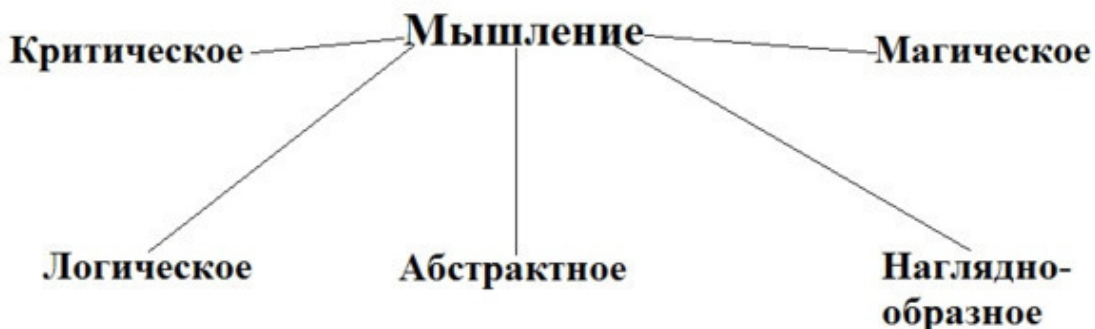 Мышление
Критическое
Магическое
Логическое
Абстрактное
Наглядно-
образное